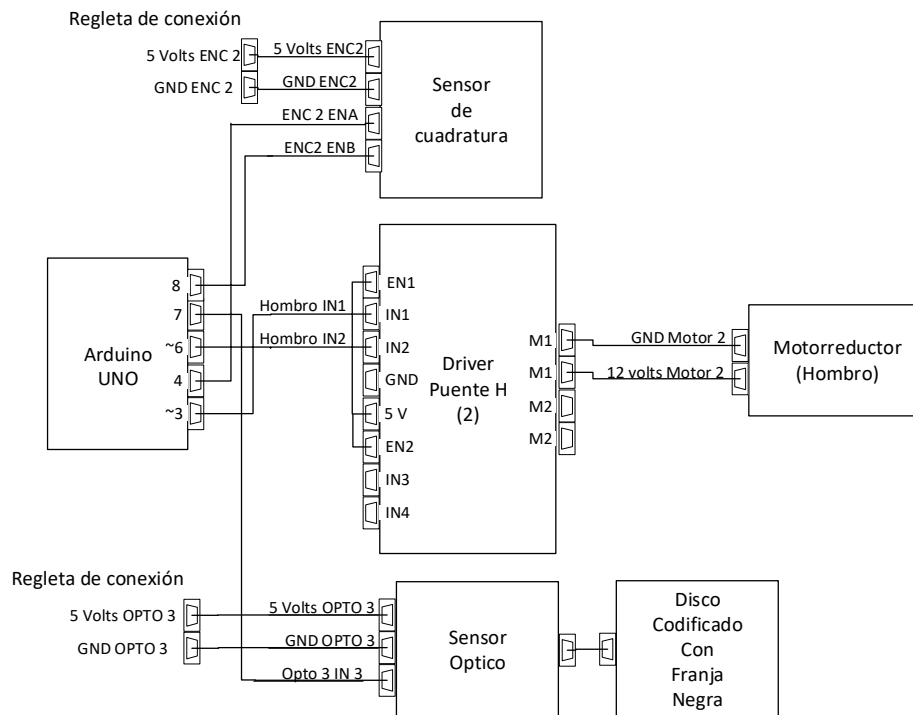 Regleta de conexión
5 Volts ENC 2
5 Volts ENC2
GND ENC 2
GND ENC2
ENC 2 ENA
ENC2 ENB
Sensor
de
cuadratura
Arduino
UNO
8
7
~6
4
~3
Hombro IN1
Hombro IN2
EN1
IN1
IN2
GND
5 V
EN2
IN3
IN4
Driver
Puente H
(2)
M1
M1
M2
M2
GND Motor 2
12 volts Motor 2
Motorreductor
(Hombro)
Regleta de conexión
5 Volts OPTO 3
5 Volts OPTO 3
GND OPTO 3
GND OPTO 3
Opto 3 IN 3
Sensor
Optico
Disco
Codificado
Con
Franja
Negra